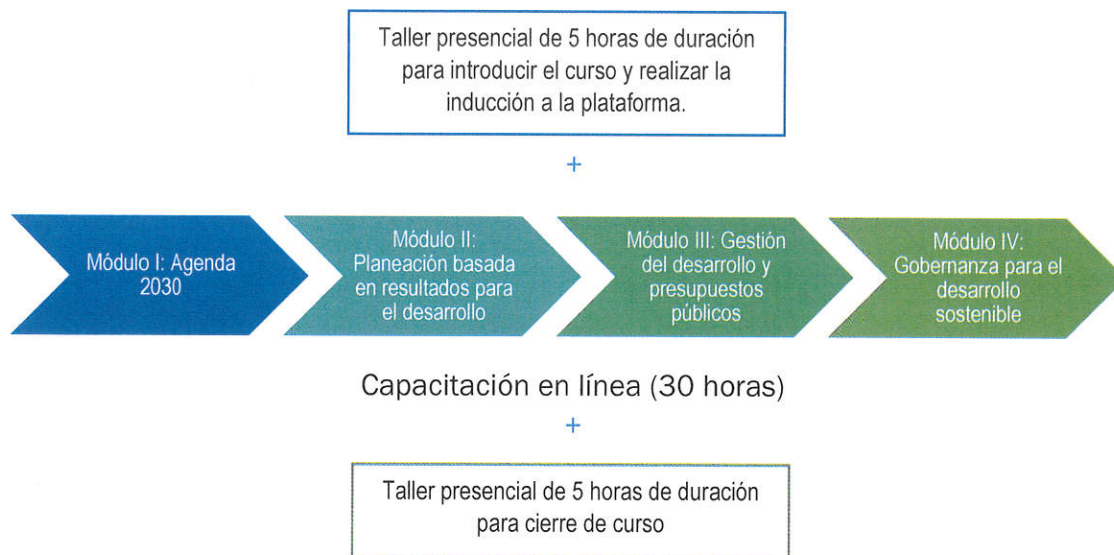 Taller presencial de 5 horas de duración
para introducir el curso y realizar la
inducción a la plataforma.
+
Módulo I: Agenda
2030
Módulo II:
Planeación basada
en resultados para
el desarrollo
Módulo III: Gestión
del desarrollo y
presupuestos
públicos
Módulo IV:
Gobernanza para el
desarrollo
sostenible
Capacitación en línea (30 horas)
+
Taller presencial de 5 horas de duración
para cierre de curso